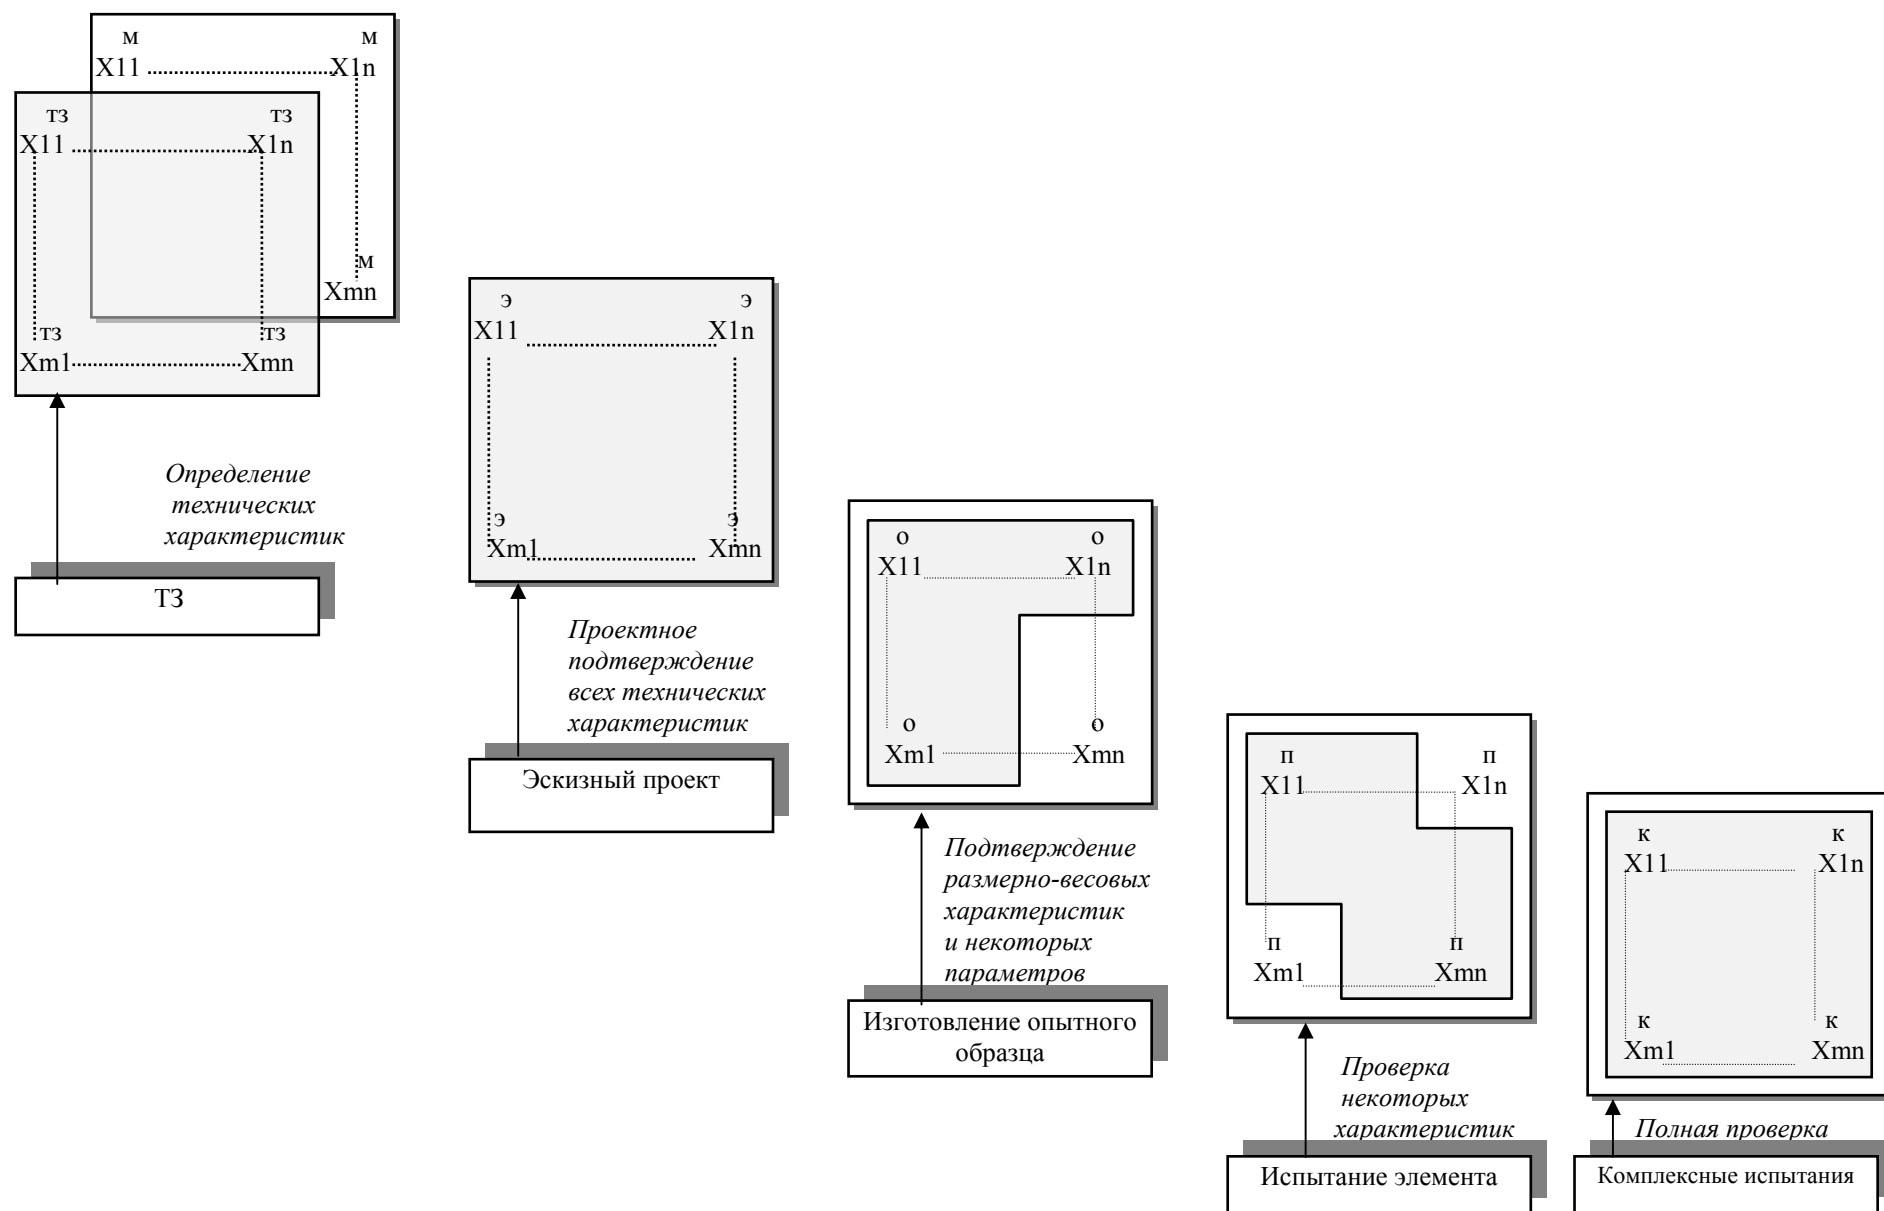 м м
X11 X1n
тз тз
X11 X1n
м
Xmn
тз тз
Xm1 Xmn
Определение
технических
характеристик
ТЗ
э э
X11 X1n
э э
Xm1 Xmn
Проектное
подтверждение
всех технических
характеристик
Эскизный проект
о о
X11 X1n
о о
Xm1 Xmn
Подтверждение
размерно-весовых
характеристик
и некоторых
параметров
Изготовление опытного
образца
п п
X11 X1n
п п
Xm1 Xmn
Проверка
некоторых
характеристик
Испытание элемента
к к
X11 X1n
к к
Xm1 Xmn
Полная проверка
Комплексные испытания